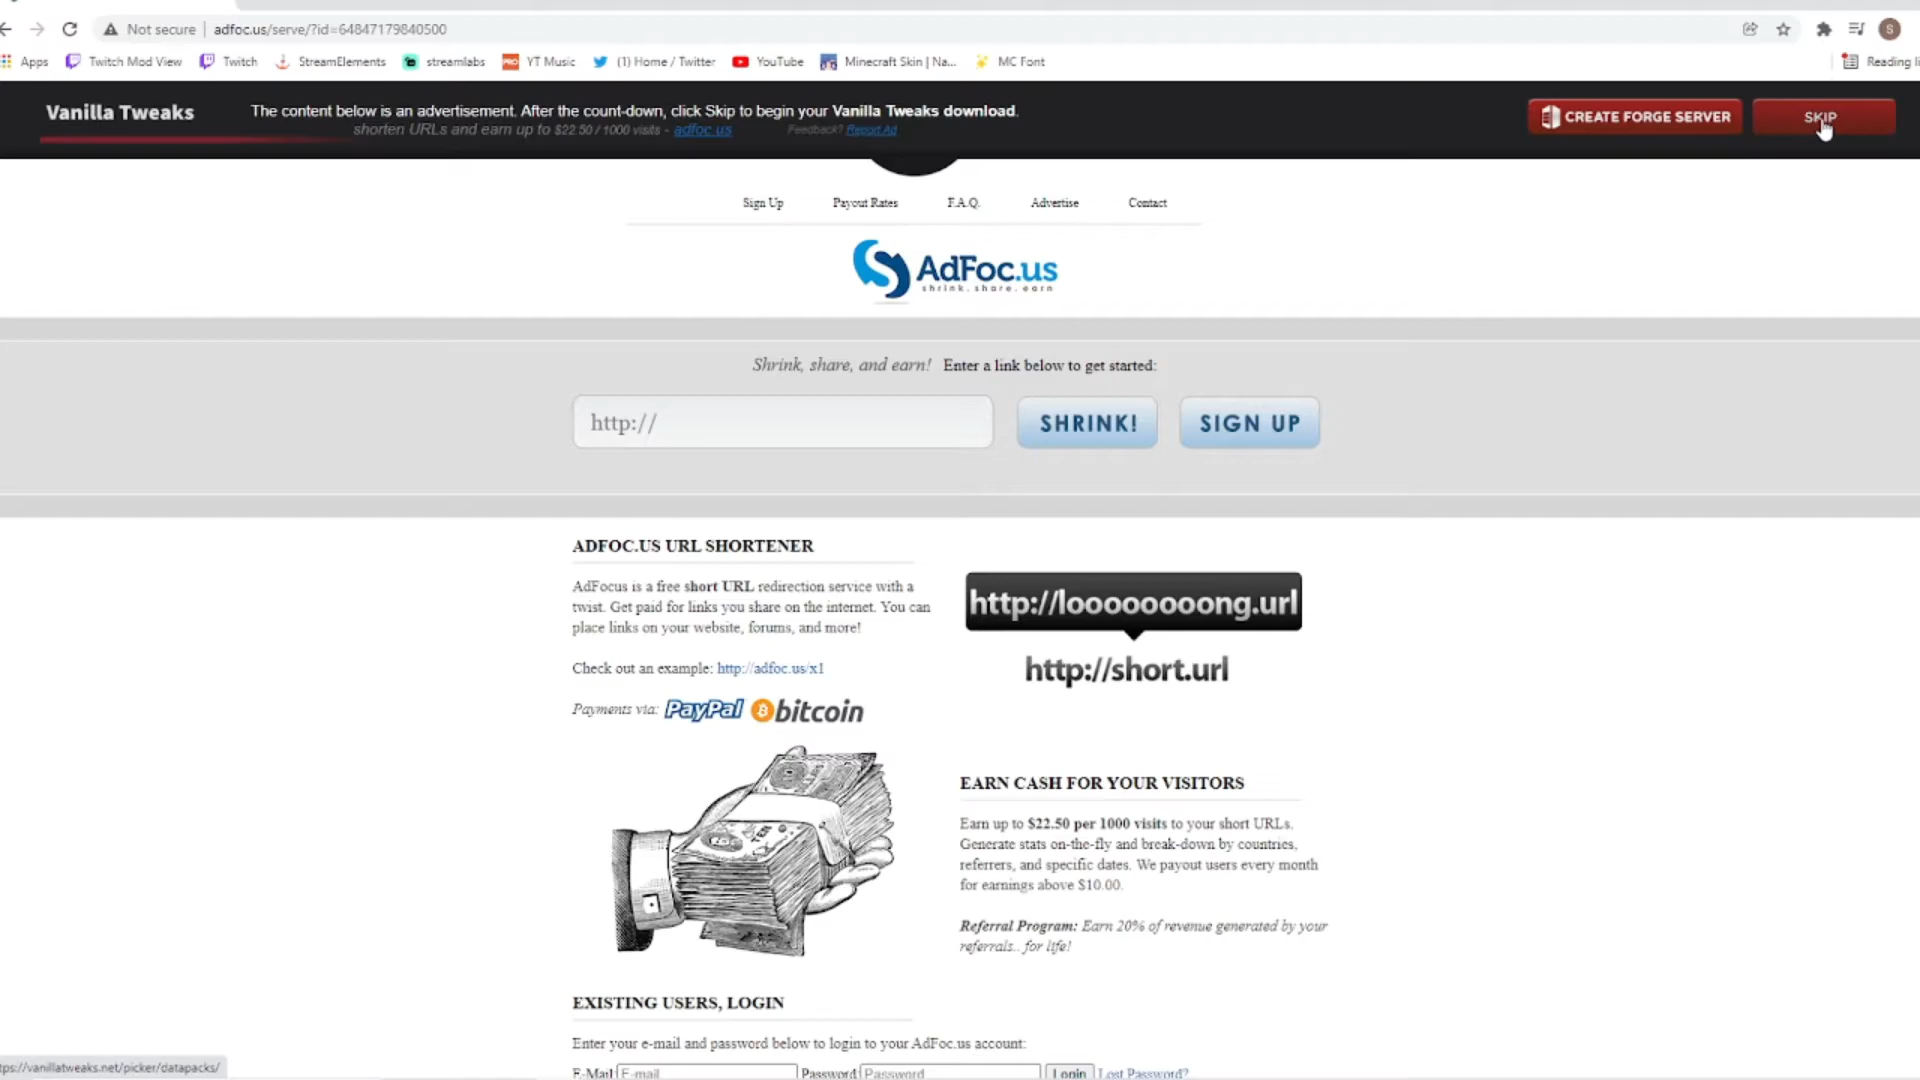 Not secure
adfoc.us/serve/?id=64847179840500
S
Apps
Twitch Mod View
Twitch
StreamElements
streamlabs
PRO
YT Music
(1) Home / Twitter
YouTube
Minecraft Skin | Na...
MC Font
Reading li
Vanilla Tweaks
The content below is an advertisement. After the count-down, click Skip to begin your Vanilla Tweaks download.
shorten URLs and earn up to $22.50 / 1000 visits - adfoc.us
Feedback? Report Ad
CREATE FORGE SERVER
SKIP
Sign Up
Payout Rates
F.A.Q.
Advertise
Contact
AdFoc.us
shrink. share. earn
Shrink, share, and earn! Enter a link below to get started:
http://
SHRINK!
SIGN UP
ADFOC.US URL SHORTENER
AdFocus is a free short URL redirection service with a
twist. Get paid for links you share on the internet. You can
place links on your website, forums, and more!
Check out an example: http://adfoc.us/x1
Payments via: PayPal bitcoin
http://loooooooong.url
http://short.url
EARN CASH FOR YOUR VISITORS
Earn up to $22.50 per 1000 visits to your short URLs.
Generate stats on-the-fly and break-down by countries,
referrers, and specific dates. We payout users every month
for earnings above $10.00.
Referral Program: Earn 20% of revenue generated by your
referrals.. for life!
EXISTING USERS, LOGIN
Enter your e-mail and password below to login to your AdFoc.us account:
E-Mail E-mail Password Password Login Lost Password?
tps://vanillatweaks.net/picker/datapacks/